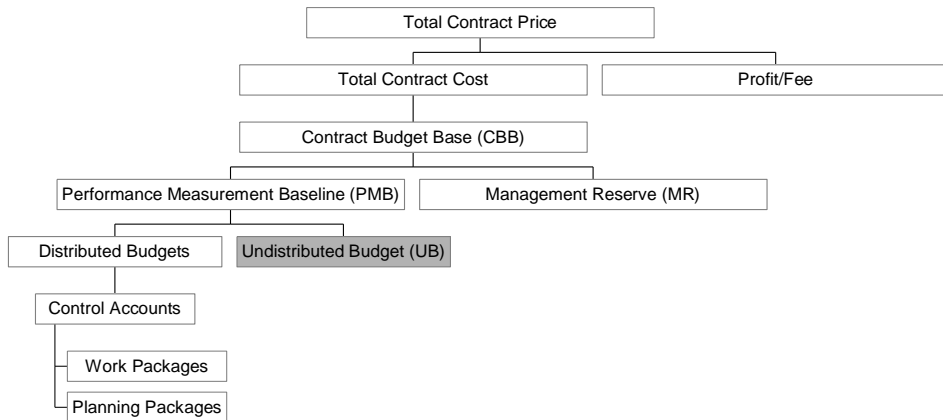 Total Contract Price
Total Contract Cost
Profit/Fee
Contract Budget Base (CBB)
Performance Measurement Baseline (PMB)
Management Reserve (MR)
Distributed Budgets
Undistributed Budget (UB)
Control Accounts
Work Packages
Planning Packages